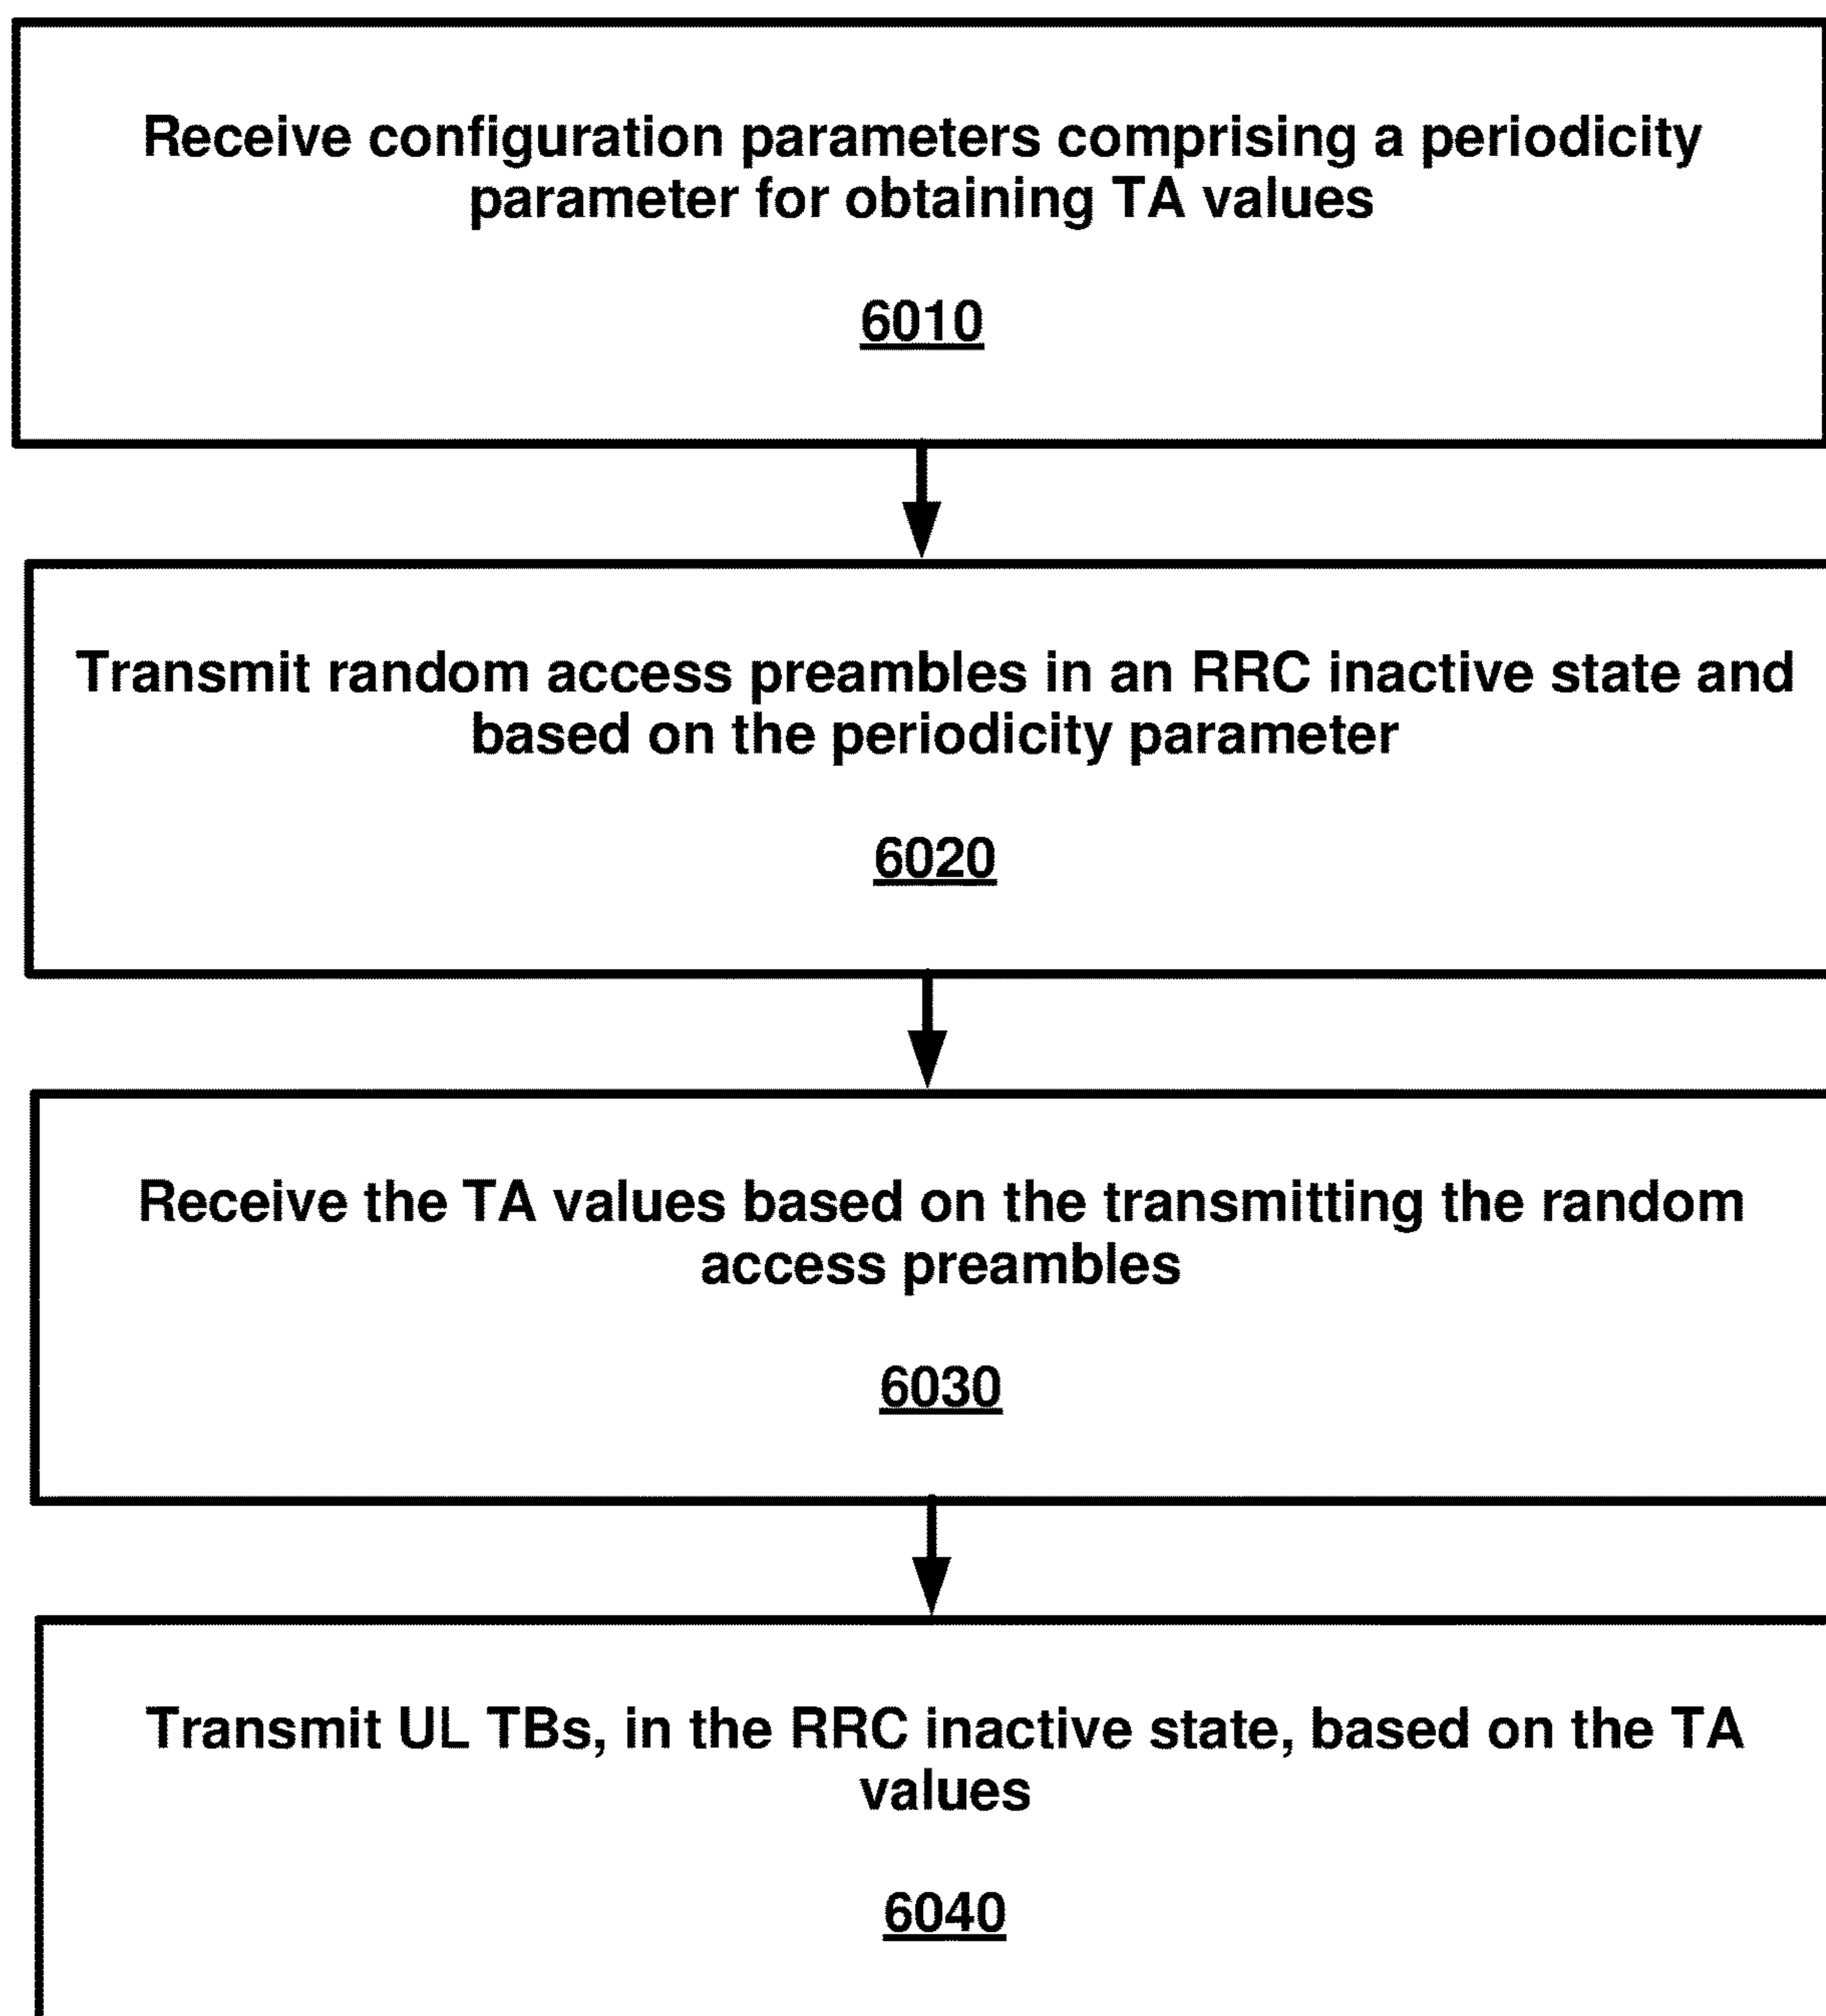 Receive configuration parameters comprising a periodicity
parameter for obtaining TA values
6010
Transmit random access preambles in an RRC inactive state and
based on the periodicity parameter
6020
Receive the TA values based on the transmitting the random
access preambles
6030
Transmit UL TBs, in the RRC inactive state, based on the TA
values
6040